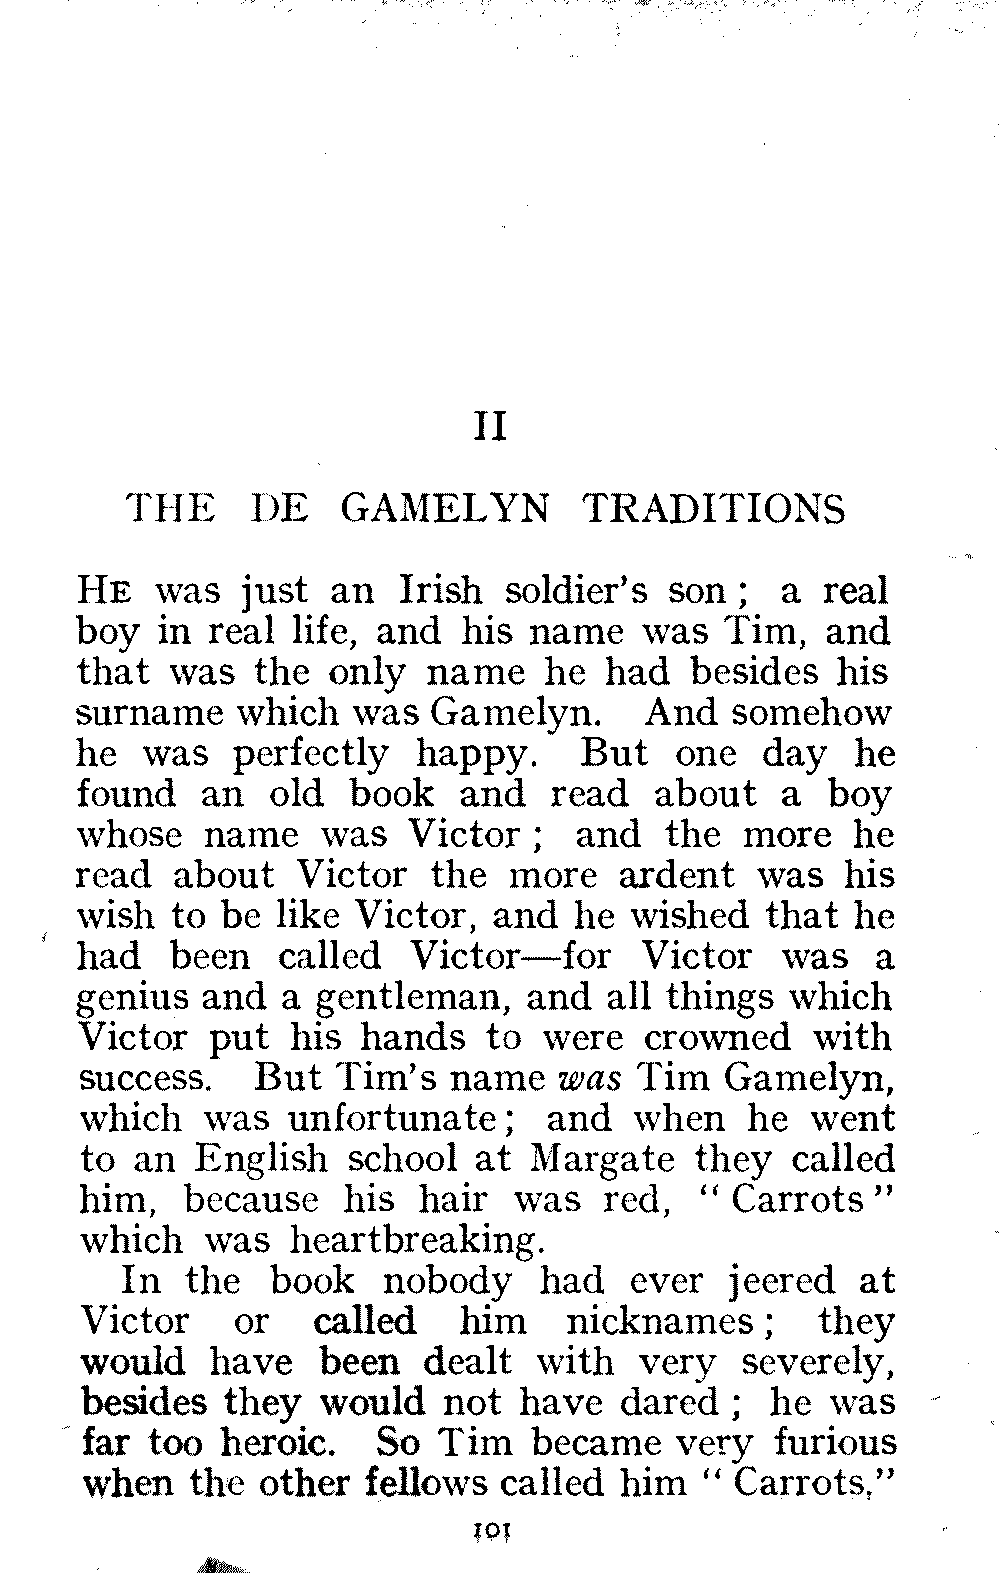 II
THE DE GAMELYN TRADITIONS
HE was just an Irish soldier's son ; a real
boy in real life, and his name was Tim, and
that was the only name he had besides his
surname which was Gamelyn. And somehow
he was perfectly happy. But one day he
found an old book and read about a boy
whose name was Victor ; and the more he
read about Victor the more ardent was his
wish to be like Victor, and he wished that he
had been called Victor—for Victor was a
genius and a gentleman, and all things which
Victor put his hands to were crowned with
success. But Tim's name was Tim Gamelyn,
which was unfortunate ; and when he went
to an English school at Margate they called
him, because his hair was red, “ Carrots ”
which was heartbreaking.
In the book nobody had ever jeered at
Victor or called him nicknames ; they
would have been dealt with very severely,
besides they would not have dared ; he was
far too heroic. So Tim became very furious
when the other fellows called him “ Carrots,”
101